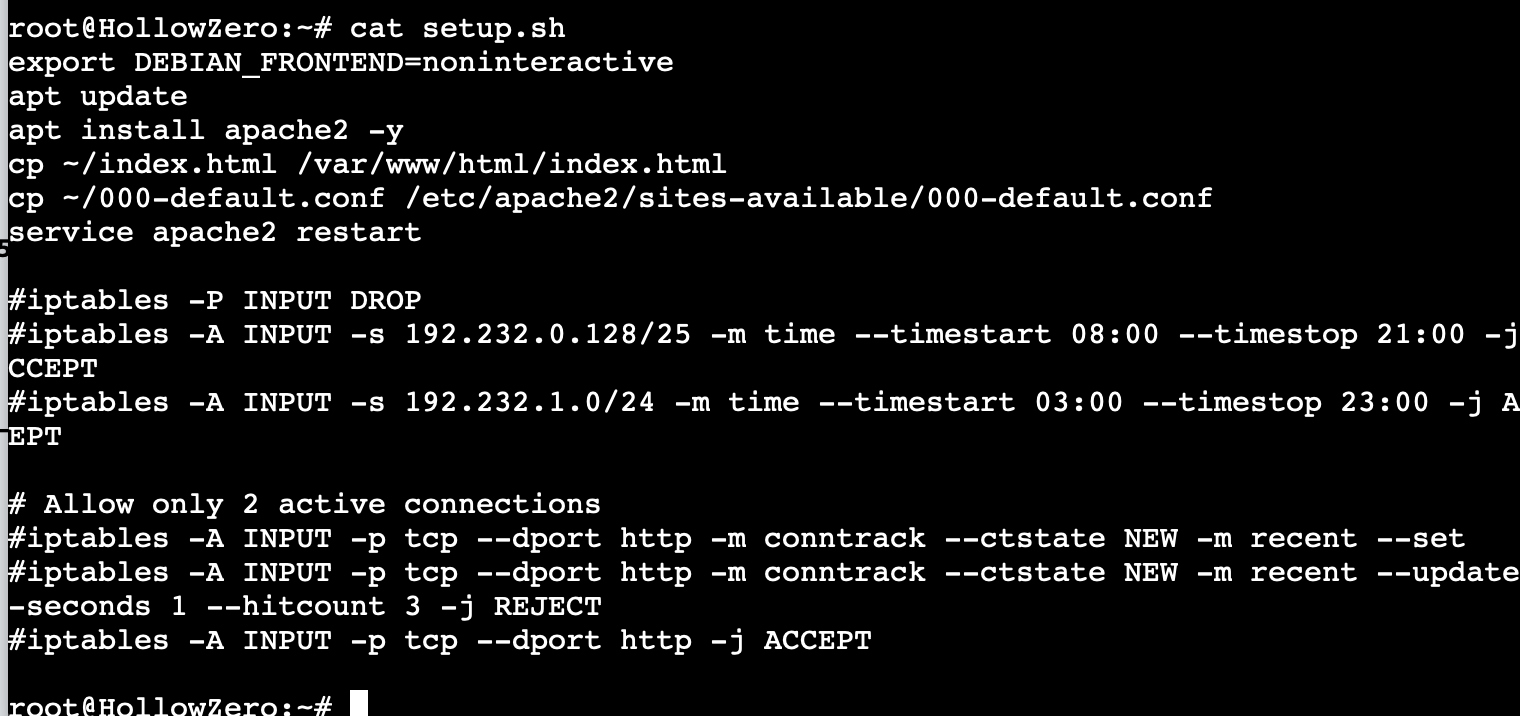 root@HollowZero:~# cat setup.sh
export DEBIAN_FRONTEND=noninteractive
apt update
apt install apache2 -y
cp ~/index.html /var/www/html/index.html
cp ~/000-default.conf /etc/apache2/sites-available/000-default.conf
service apache2 restart
#iptables -P INPUT DROP
#iptables -A INPUT -s 192.232.0.128/25 -m time --timestart 08:00 --timestop 21:00 -j
CCEPT
#iptables -A INPUT -s 192.232.1.0/24 -m time --timestart 03:00 --timestop 23:00 -j A
EPT
# Allow only 2 active connections
#iptables -A INPUT -p tcp --dport http -m conntrack --ctstate NEW -m recent --set
#iptables -A INPUT -p tcp --dport http -m conntrack --ctstate NEW -m recent --update
-seconds 1 --hitcount 3 -j REJECT
#iptables -A INPUT -p tcp --dport http -j ACCEPT
root@HollowZero:~#